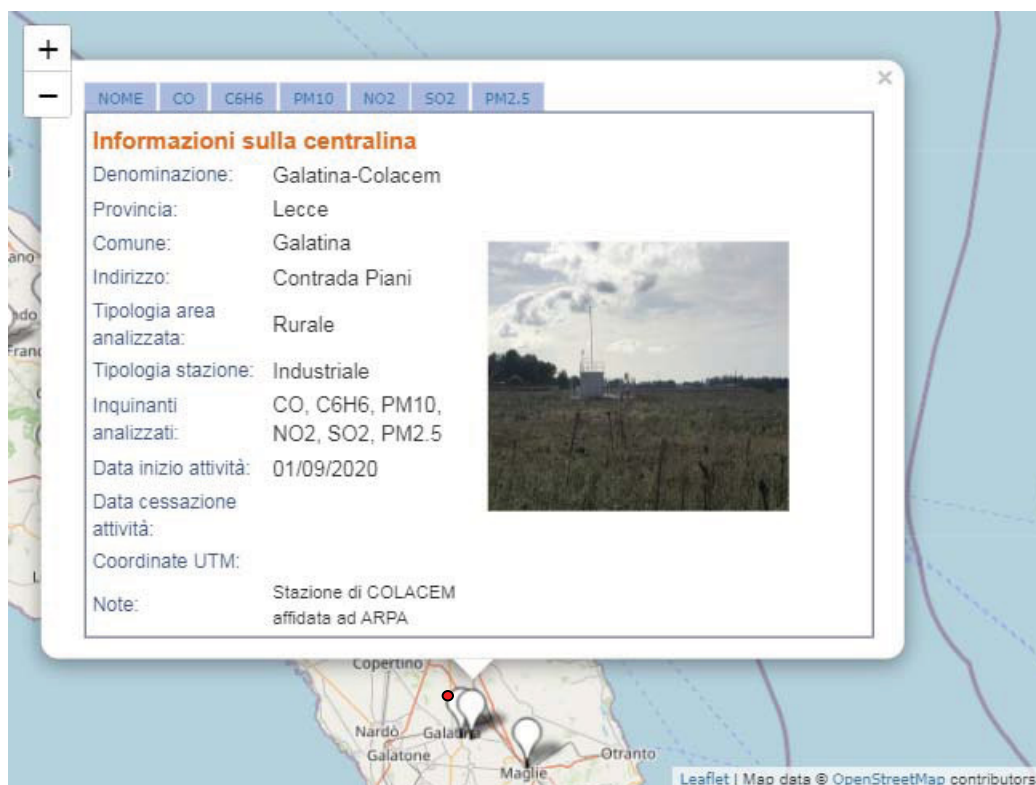 +
−
×
NOME CO C6H6 PM10 NO2 SO2 PM2.5
Informazioni sulla centralina
Denominazione: Galatina-Colacem
Provincia: Lecce
Comune: Galatina
Indirizzo: Contrada Piani
Tipologia area
analizzata: Rurale
Tipologia stazione: Industriale
Inquinanti CO, C6H6, PM10,
analizzati: NO2, SO2, PM2.5
Data inizio attività: 01/09/2020
Data cessazione
attività:
Coordinate UTM:
Note: Stazione di COLACEM
affidata ad ARPA
Copertino
Nardò Galatina
Galatone Otranto
Maglie
Leaflet | Map data © OpenStreetMap contributors